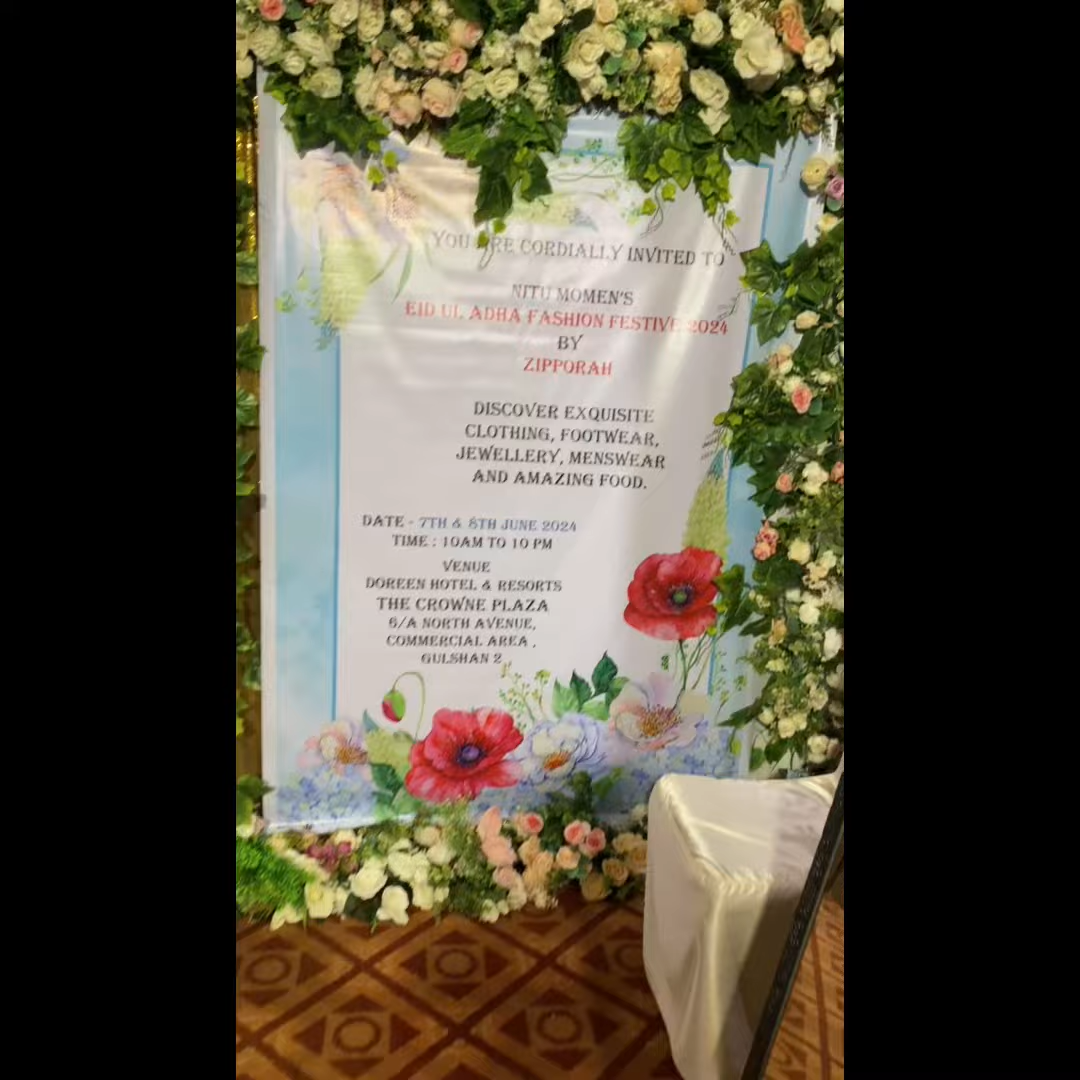 YOU ARE CORDIALLY INVITED TO
NITU MOMEN'S
EID UL ADHA FASHION FESTIVE 2024
BY
ZIPPORAH
DISCOVER EXQUISITE
CLOTHING, FOOTWEAR,
JEWELLERY, MENSWEAR
AND AMAZING FOOD.
DATE - 7TH & 8TH JUNE 2024
TIME : 10AM TO 10 PM
VENUE
DOREEN HOTEL & RESORTS
THE CROWNE PLAZA
6/A NORTH AVENUE,
COMMERCIAL AREA .
GULSHAN 2